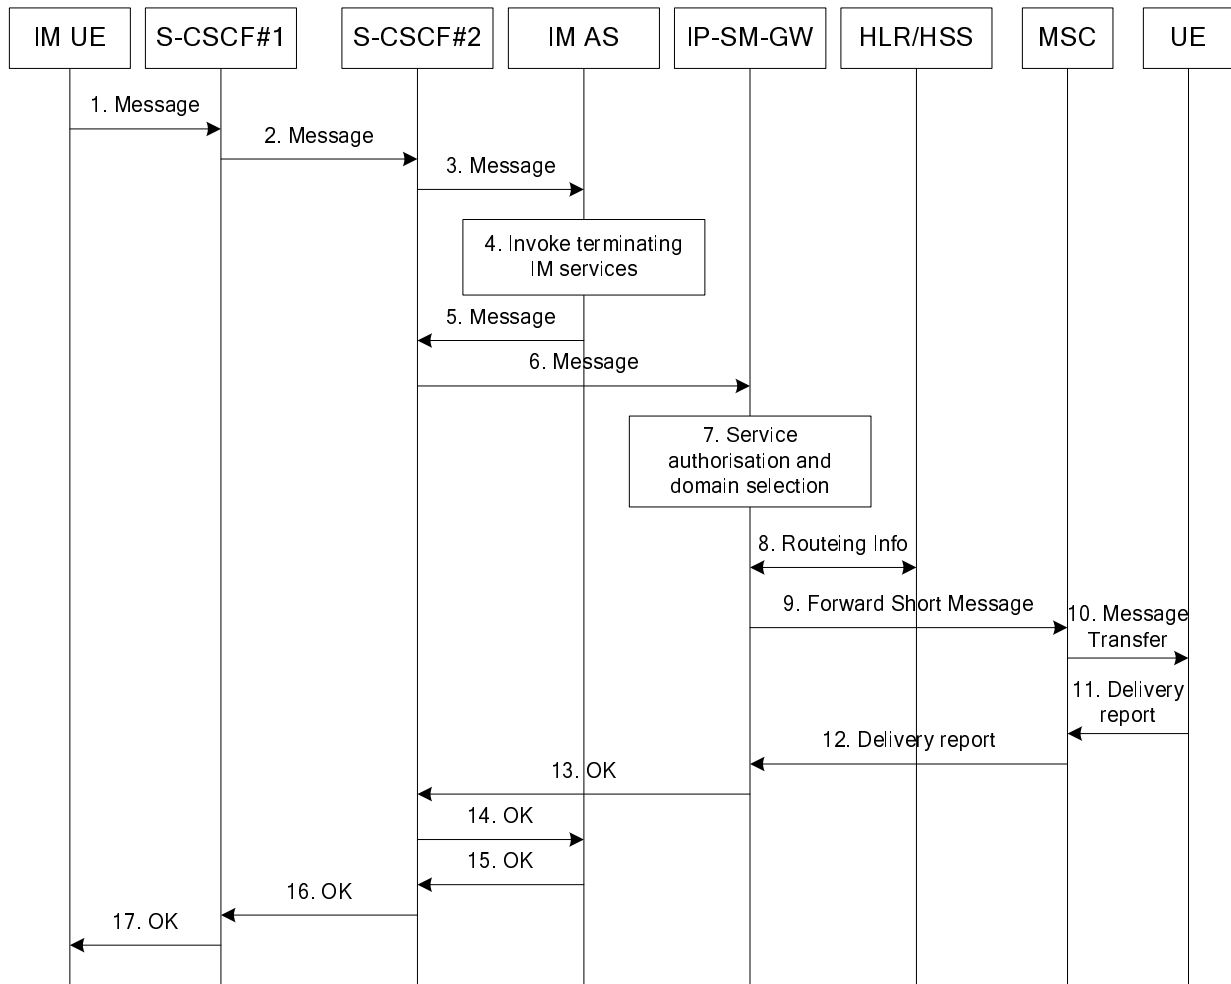 IM UE
S-CSCF#1
S-CSCF#2
IM AS
IP-SM-GW
HLR/HSS
MSC
UE
1. Message
2. Message
3. Message
4. Invoke terminating
IM services
5. Message
6. Message
7. Service
authorisation and
domain selection
8. Routeing Info
9. Forward Short Message
10. Message
Transfer
11. Delivery
report
12. Delivery report
13. OK
14. OK
15. OK
16. OK
17. OK